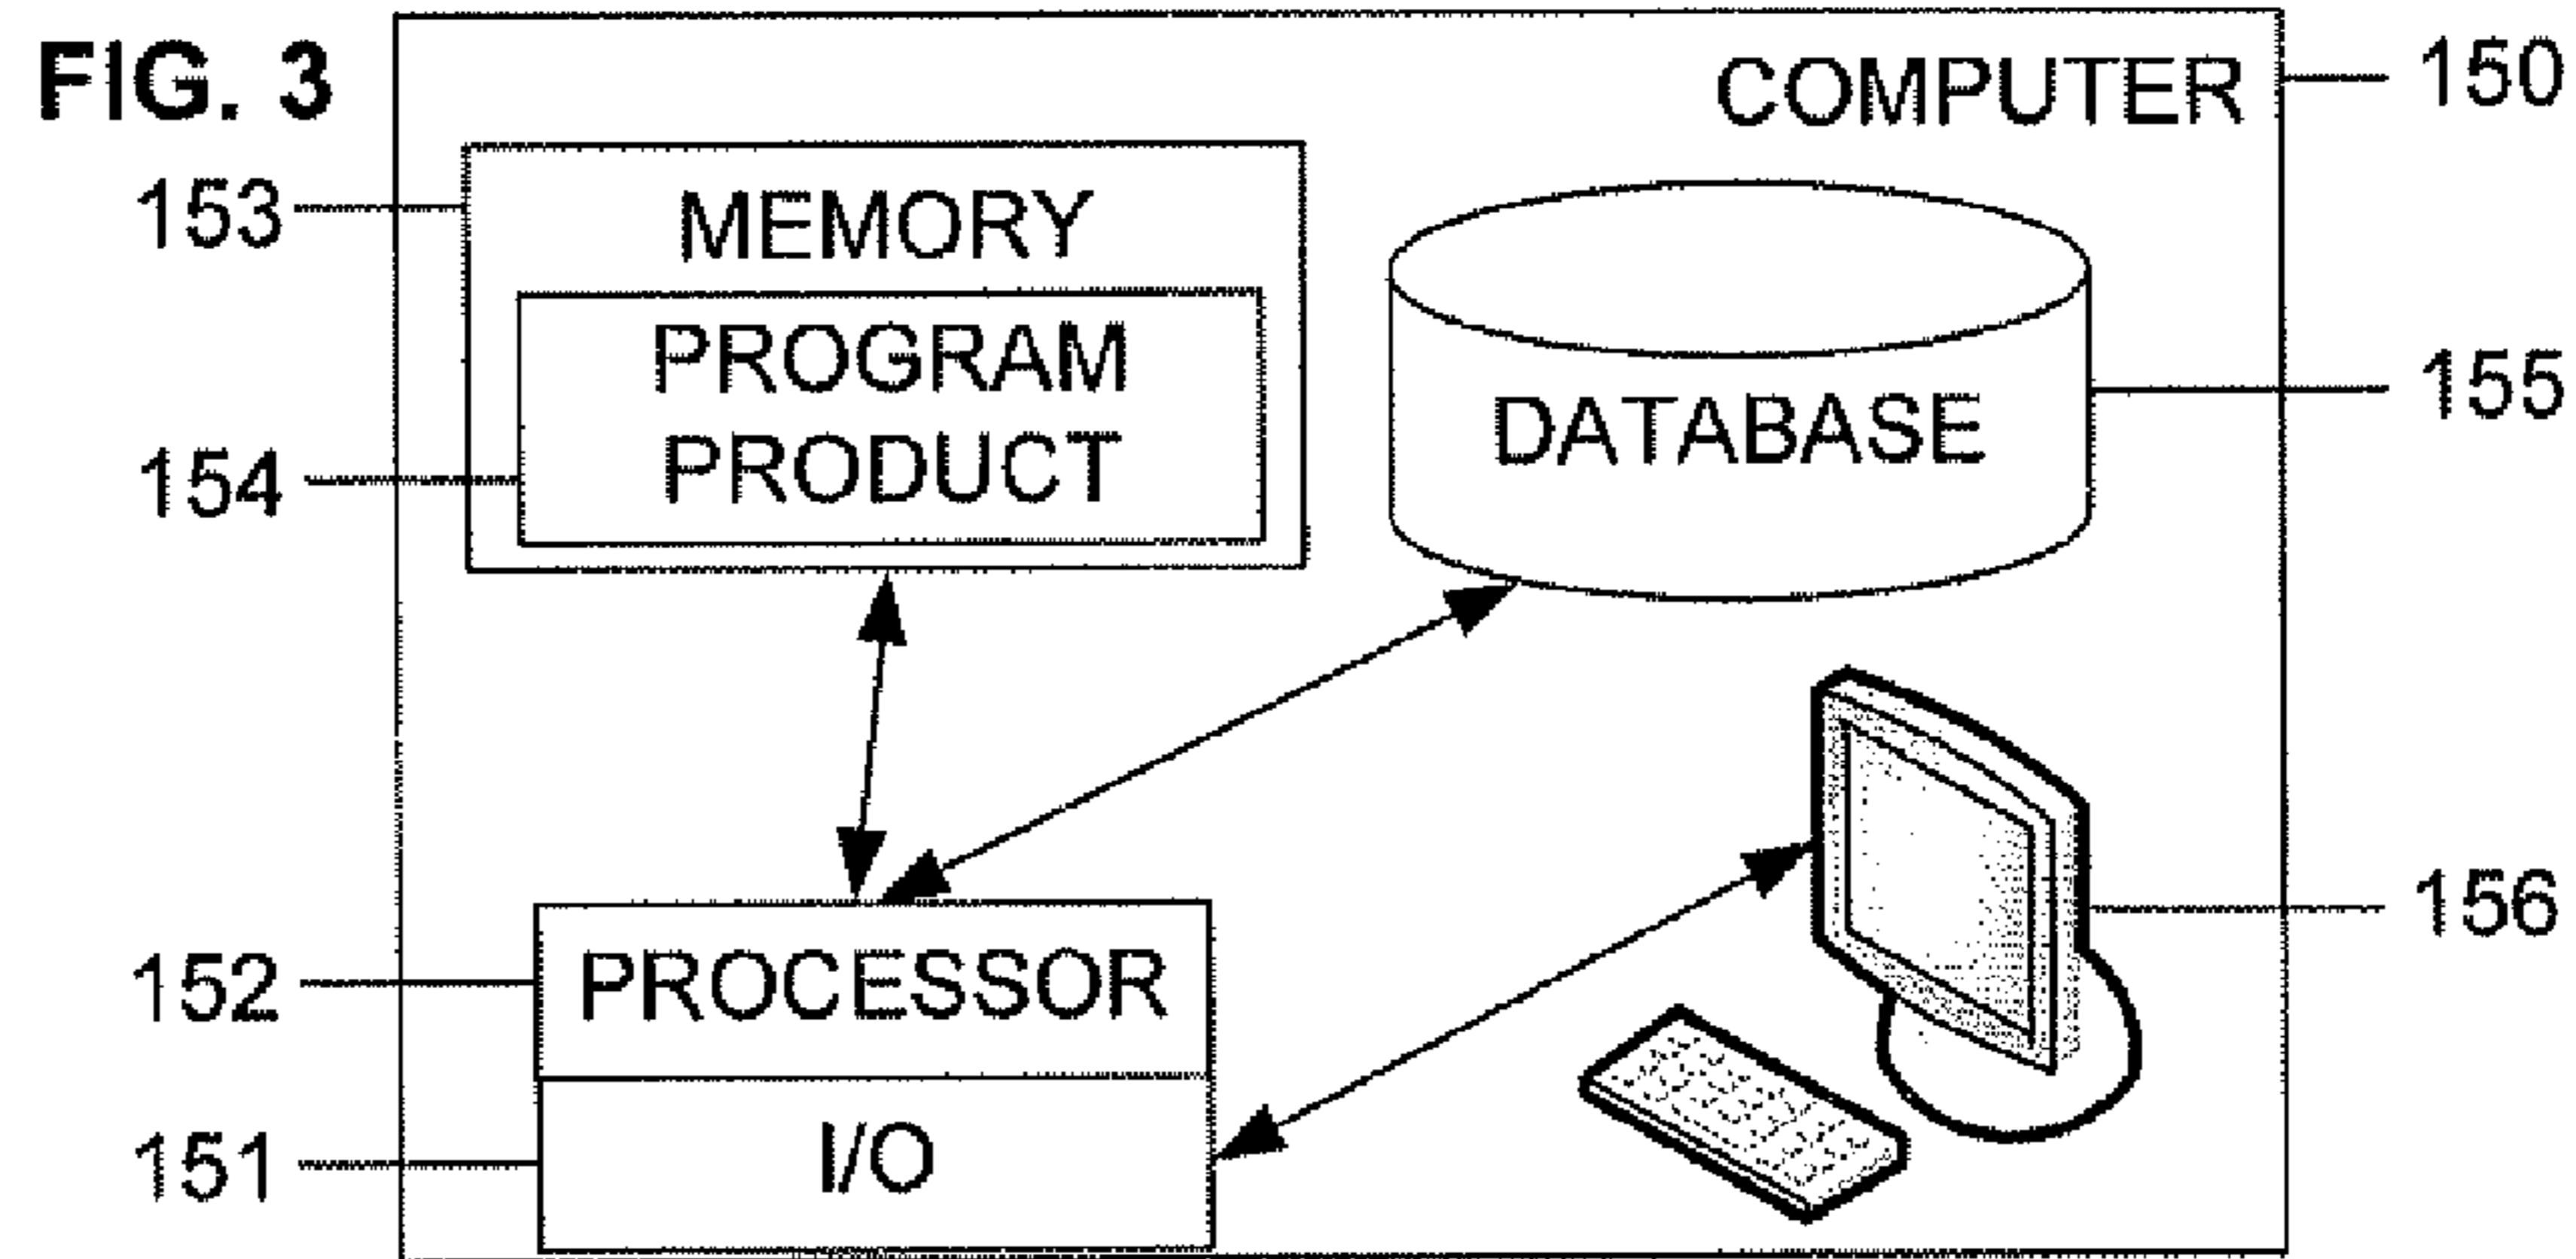 FIG. 3
COMPUTER
150
153
MEMORY
PROGRAM
PRODUCT
154
DATABASE
155
156
152
PROCESSOR
151
I/O